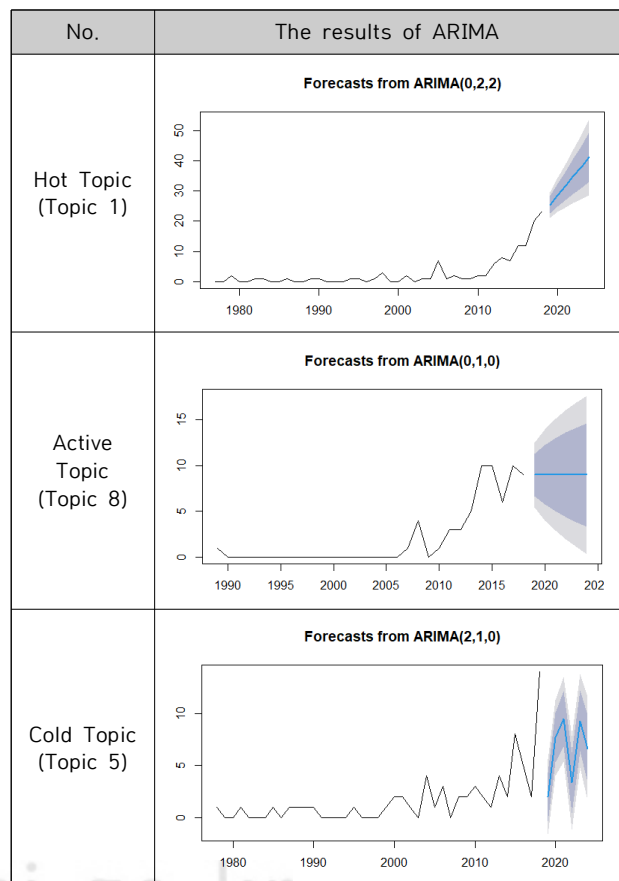 No.
The results of ARIMA
Hot Topic
(Topic 1)
Forecasts from ARIMA(0,2,2)
50
40
30
20
10
0
1980 1990 2000 2010 2020
Active
Topic
(Topic 8)
Forecasts from ARIMA(0,1,0)
15
10
5
0
1990 1995 2000 2005 2010 2015 2020 202
Cold Topic
(Topic 5)
Forecasts from ARIMA(2,1,0)
10
5
0
1980 1990 2000 2010 2020